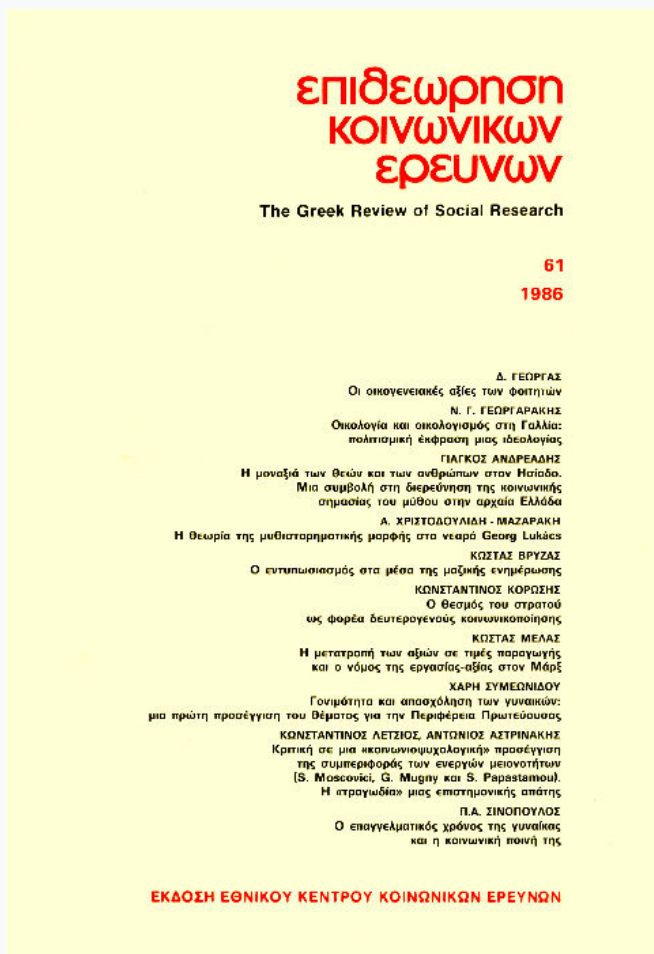 επιθεωρηση
κοινωνικων
ερευνων
The Greek Review of Social Research
61
1986
Δ. ΓΕΩΡΓΑΣ
Οι οικογενειακές αξίες των φοιτητών
Ν. Γ. ΓΕΩΡΓΑΡΑΚΗΣ
Οικολογία και οικολογισμός στη Γαλλία:
πολιτισμική έκφραση μιας ιδεολογίας
ΓΙΑΓΚΟΣ ΑΝΔΡΕΑΔΗΣ
Η μοναξιά των θεών και των ανθρώπων στον Ησίοδο.
Μια συμβολή στη διερεύνηση της κοινωνικής
σημασίας του μύθου στην αρχαία Ελλάδα
Α. ΧΡΙΣΤΟΔΟΥΛΙΔΗ - ΜΑΖΑΡΑΚΗ
Η θεωρία της μυθιστορηματικής μορφής στο νεαρό Georg Lukács
ΚΩΣΤΑΣ ΒΡΥΖΑΣ
Ο εντυπωσιασμός στα μέσα της μαζικής ενημέρωσης
ΚΩΝΣΤΑΝΤΙΝΟΣ ΚΟΡΩΣΗΣ
Ο θεσμός του στρατού
ως φορέα δευτερογενούς κοινωνικοποίησης
ΚΩΣΤΑΣ ΜΕΛΑΣ
Η μετατροπή των αξιών σε τιμές παραγωγής
και ο νόμος της εργασίας-αξίας στον Μάρξ
ΧΑΡΗ ΣΥΜΕΩΝΙΔΟΥ
Γονιμότητα και απασχόληση των γυναικών:
μια πρώτη προσέγγιση του θέματος για την Περιφέρεια Πρωτεύουσας
ΚΩΝΣΤΑΝΤΙΝΟΣ ΛΕΤΣΙΟΣ, ΑΝΤΩΝΙΟΣ ΑΣΤΡΙΝΑΚΗΣ
Κριτική σε μια «κοινωνιοψυχολογική» προσέγγιση
της συμπεριφοράς των ενεργών μειονοτήτων
(S. Moscovici, G. Mugny και S. Papastamou).
Η «τραγωδία» μιας επιστημονικής απάτης
Π.Α. ΣΙΝΟΠΟΥΛΟΣ
Ο επαγγελματικός χρόνος της γυναίκας
και η κοινωνική ποινή της
ΕΚΔΟΣΗ ΕΘΝΙΚΟΥ ΚΕΝΤΡΟΥ ΚΟΙΝΩΝΙΚΩΝ ΕΡΕΥΝΩΝ